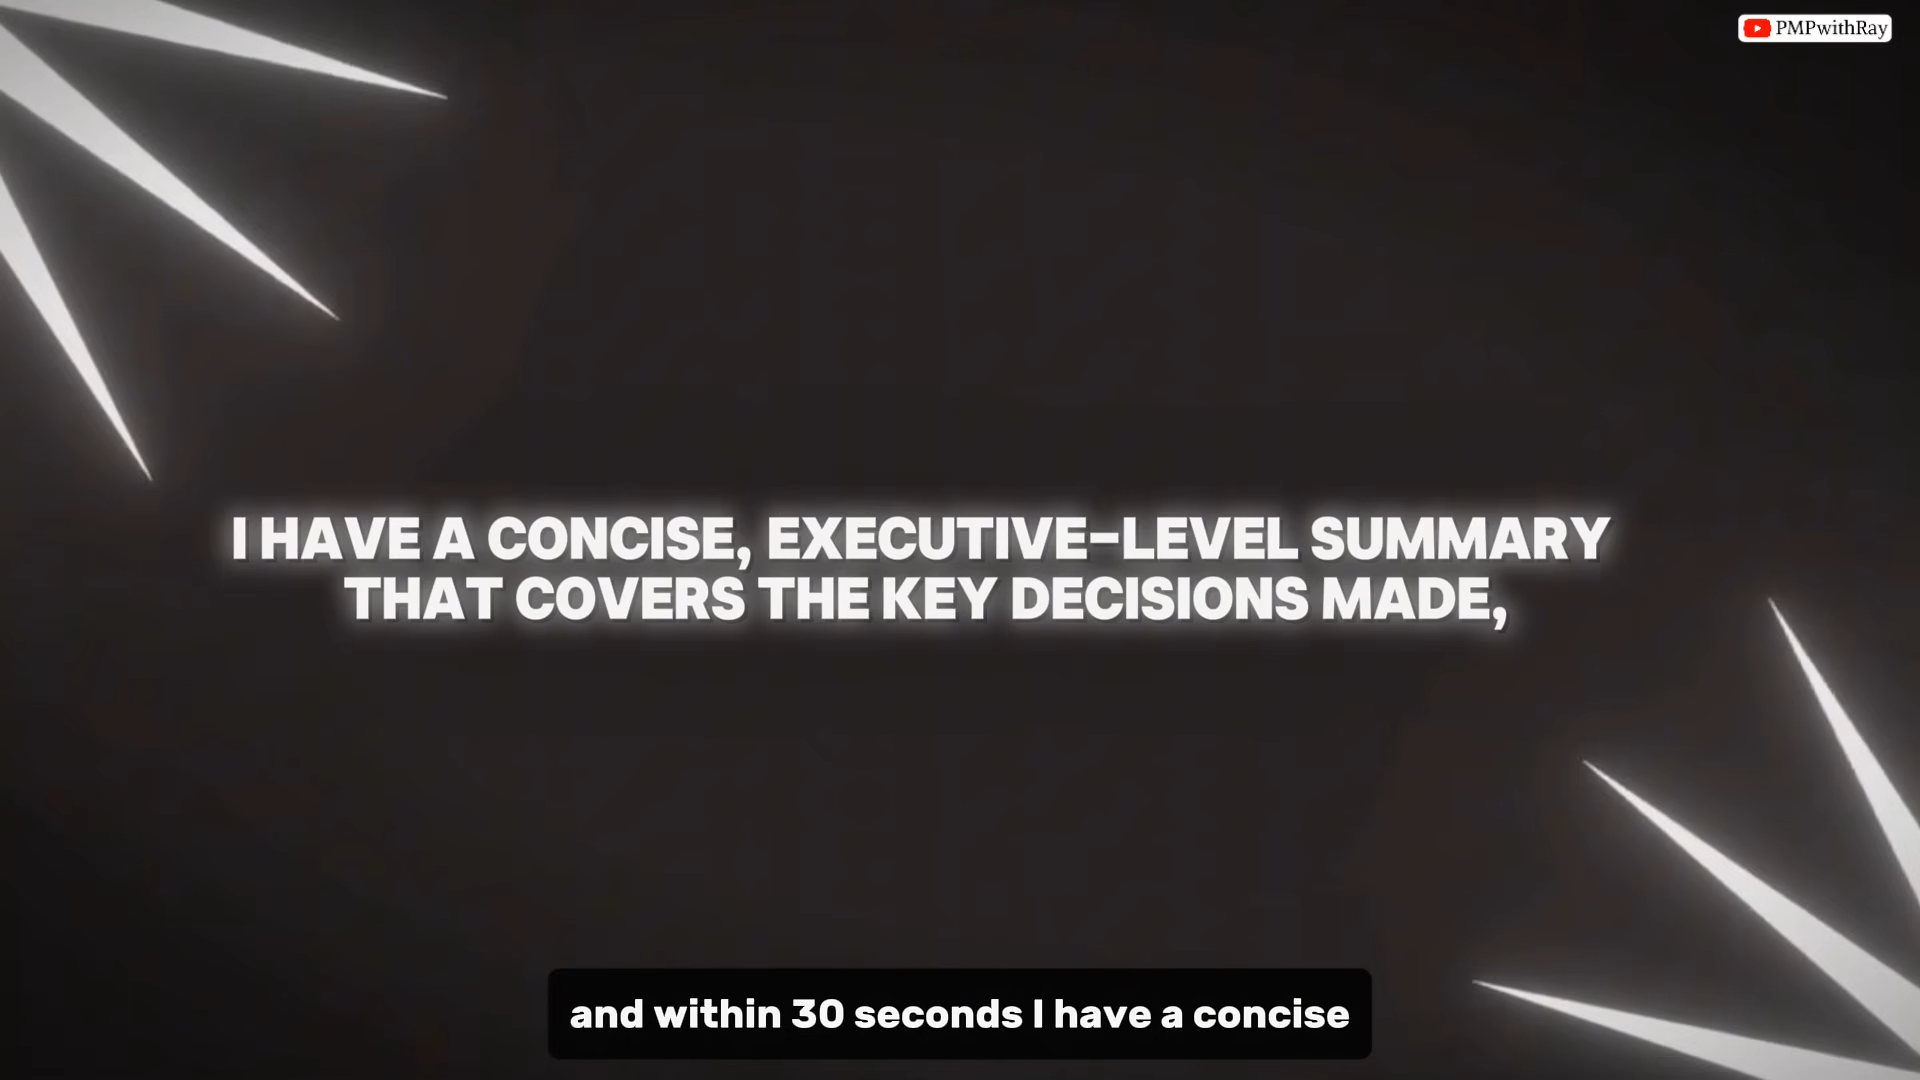 PMPwithRay
I HAVE A CONCISE, EXECUTIVE-LEVEL SUMMARY
THAT COVERS THE KEY DECISIONS MADE,
and within 30 seconds I have a concise